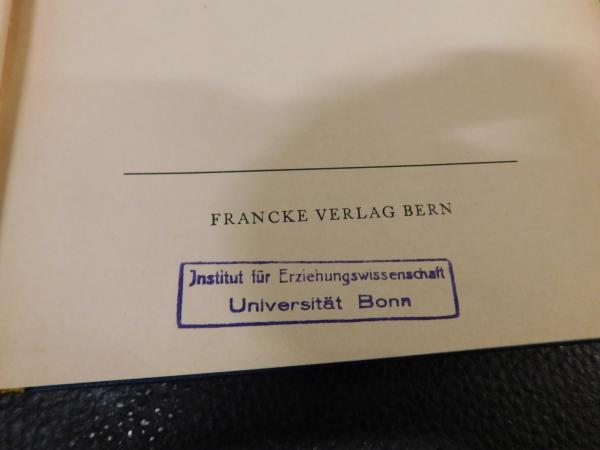 FRANCKE VERLAG BERN
Institut für Erziehungswissenschaft
Universität Bonn